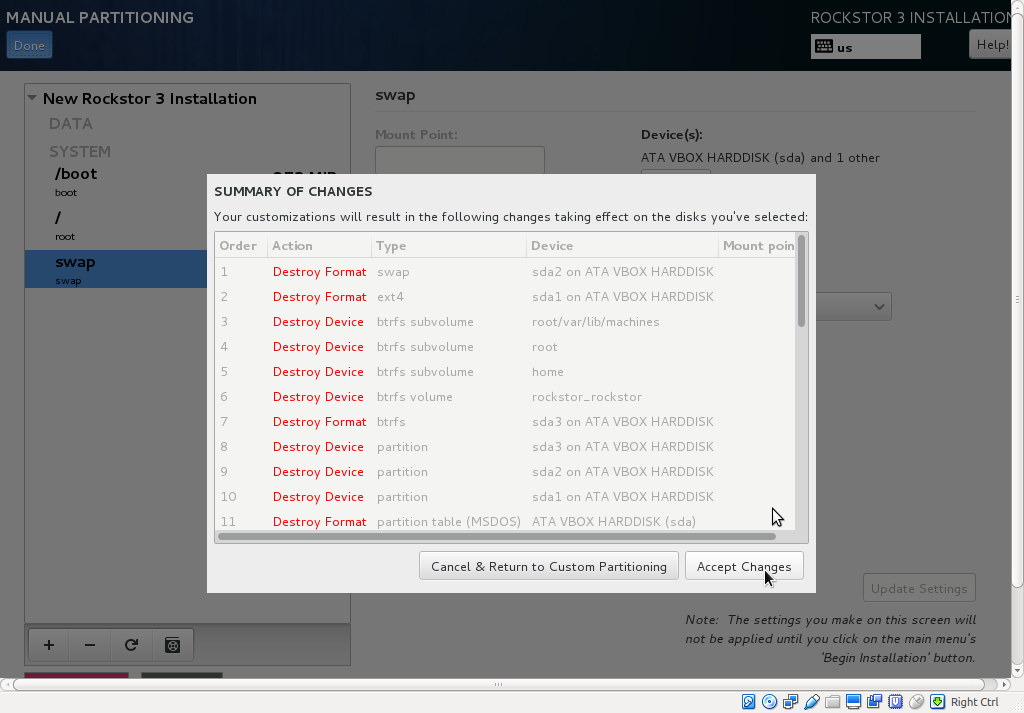 MANUAL PARTITIONING
ROCKSTOR 3 INSTALLATION
Done
us
Help!
New Rockstor 3 Installation
DATA
SYSTEM
/boot
boot
/
root
swap
swap
swap
Mount Point:
Device(s):
ATA VBOX HARDDISK (sda) and 1 other
SUMMARY OF CHANGES
Your customizations will result in the following changes taking effect on the disks you've selected:
Order Action Type Device Mount poin
1 Destroy Format swap sda2 on ATA VBOX HARDDISK
2 Destroy Format ext4 sda1 on ATA VBOX HARDDISK
3 Destroy Device btrfs subvolume root/var/lib/machines
4 Destroy Device btrfs subvolume root
5 Destroy Device btrfs subvolume home
6 Destroy Device btrfs volume rockstor_rockstor
7 Destroy Format btrfs sda3 on ATA VBOX HARDDISK
8 Destroy Device partition sda3 on ATA VBOX HARDDISK
9 Destroy Device partition sda2 on ATA VBOX HARDDISK
10 Destroy Device partition sda1 on ATA VBOX HARDDISK
11 Destroy Format partition table (MSDOS) ATA VBOX HARDDISK (sda)
Cancel & Return to Custom Partitioning
Accept Changes
Update Settings
Note: The settings you make on this screen will
not be applied until you click on the main menu's
'Begin Installation' button.
Right Ctrl